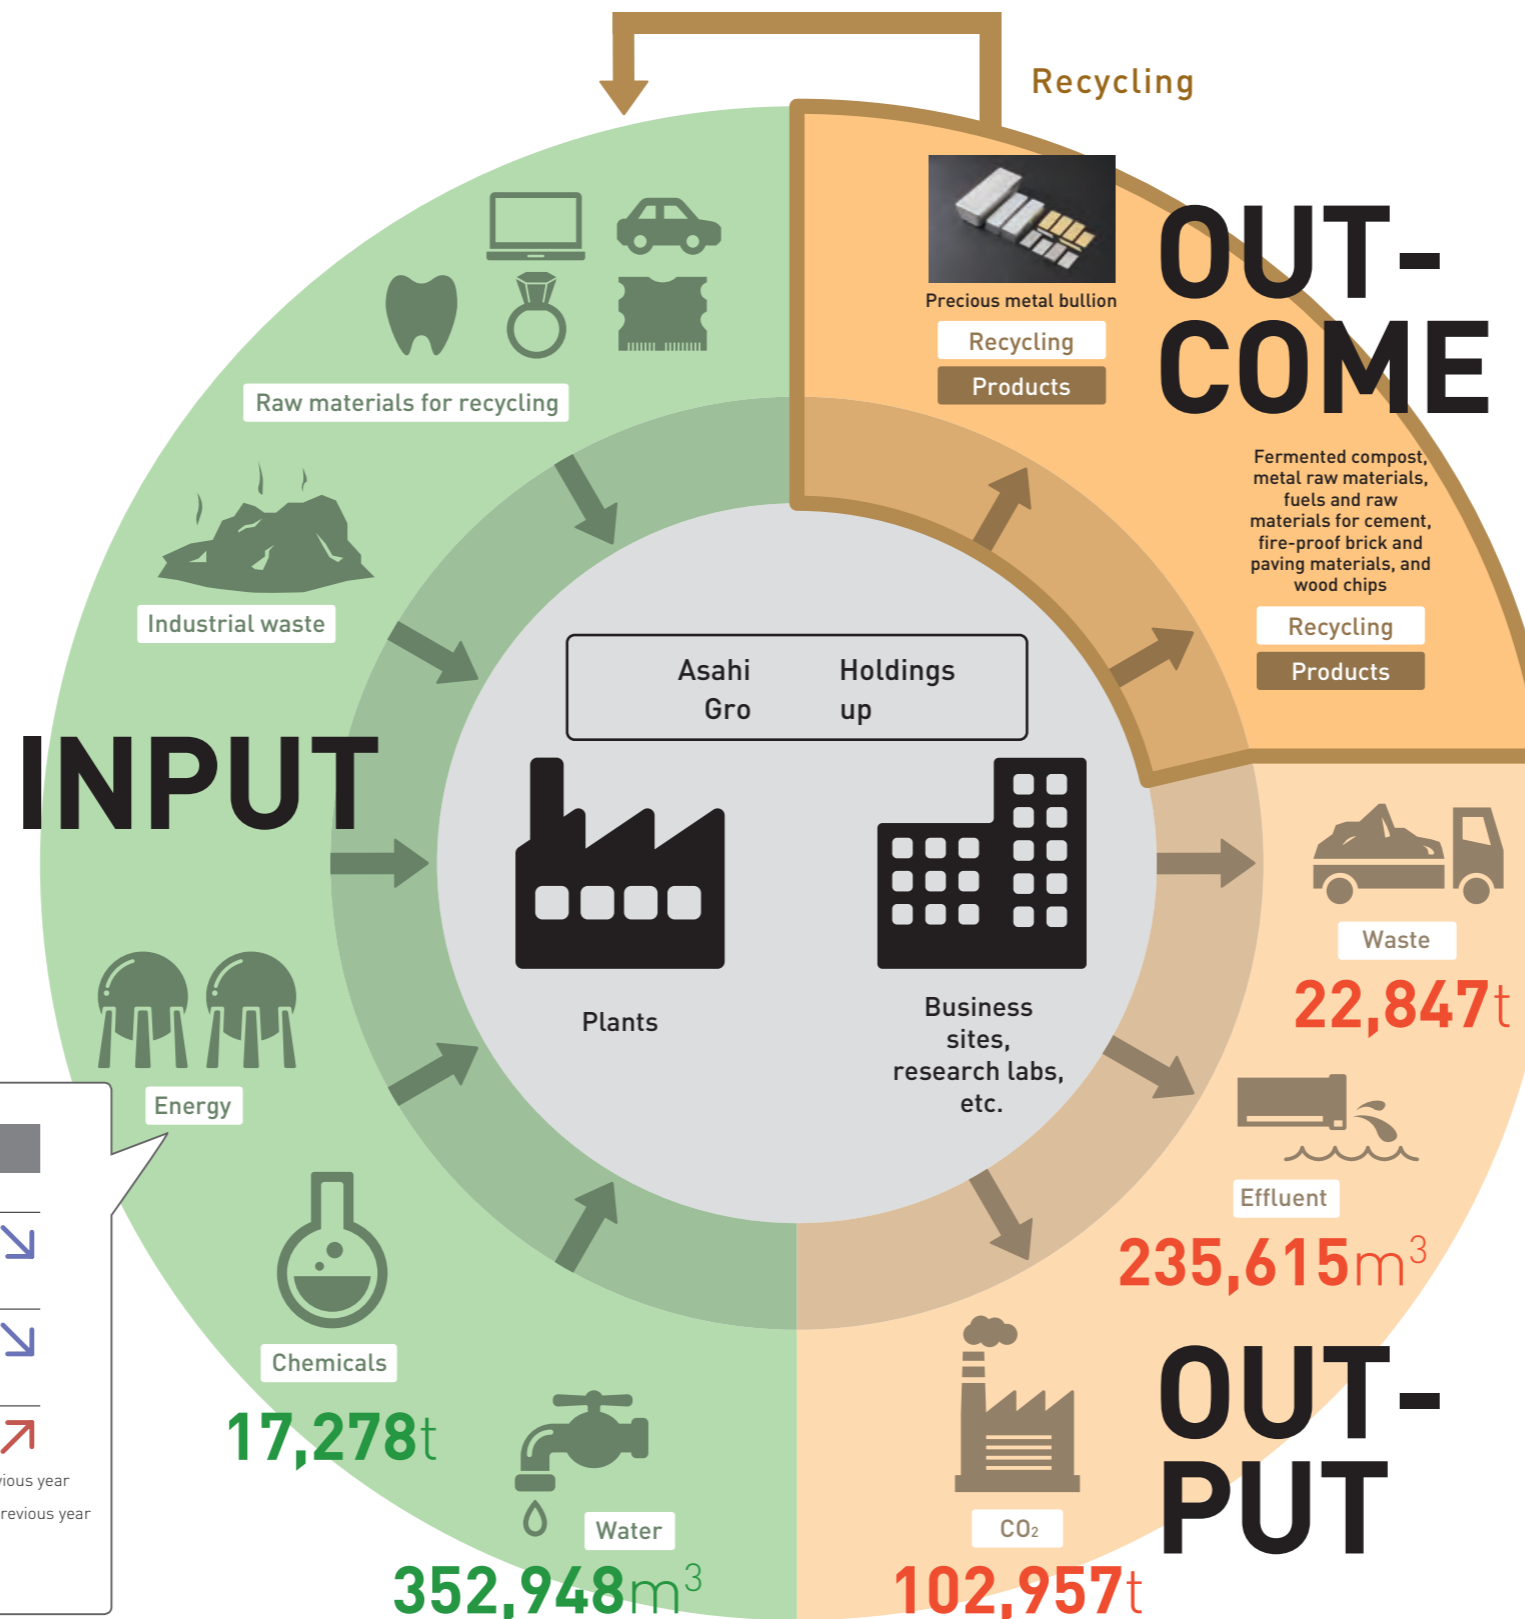 Recycling
Precious metal bullion
Recycling
Products
OUT-
COME
Raw materials for recycling
Fermented compost,
metal raw materials,
fuels and raw
materials for cement,
fire-proof brick and
paving materials, and
wood chips
Recycling
Products
Industrial waste
Asahi Holdings
Gro up
INPUT
Plants
Business
sites,
research labs,
etc.
Waste
22,847t
Energy
Effluent
235,615m³
Chemicals
17,278t
OUT-
PUT
year
previous year
Water
352,948m³
CO₂
102,957t